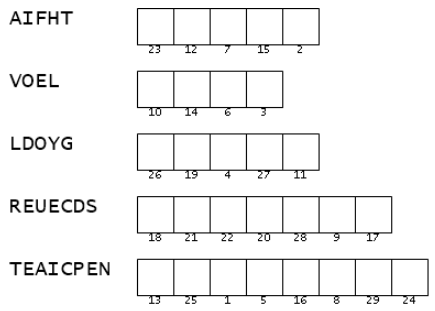 AIFHT
23 12 7 15 2
VOEL
10 14 6 3
LDOYG
26 19 4 27 11
REUECDS
18 21 22 20 28 9 17
TEAICPEN
13 25 1 5 16 8 29 24